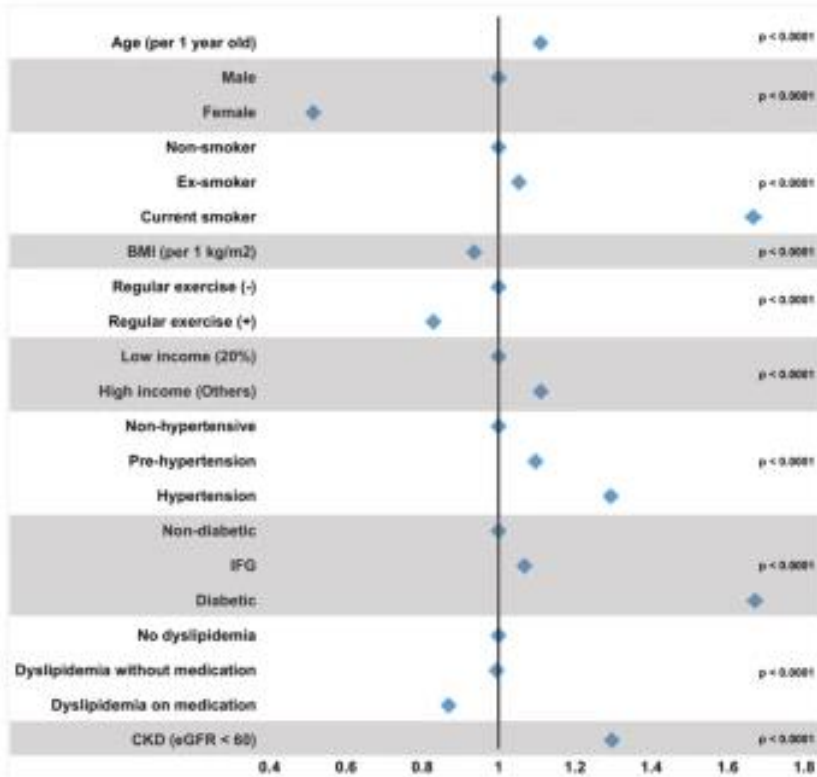 Age (per 1 year old)
p < 0.0001
Male
p < 0.0001
Female
Non-smoker
Ex-smoker
p < 0.0001
Current smoker
BMI (per 1 kg/m2)
p < 0.0001
Regular exercise (-)
p < 0.0001
Regular exercise (+)
Low income (20%)
p < 0.0001
High income (Others)
Non-hypertensive
Pre-hypertension
p < 0.0001
Hypertension
Non-diabetic
IFG
p < 0.0001
Diabetic
No dyslipidemia
Dyslipidemia without medication
p < 0.0001
Dyslipidemia on medication
CKD (eGFR < 60)
p < 0.0001
0.4 0.6 0.8 1 1.2 1.4 1.6 1.8